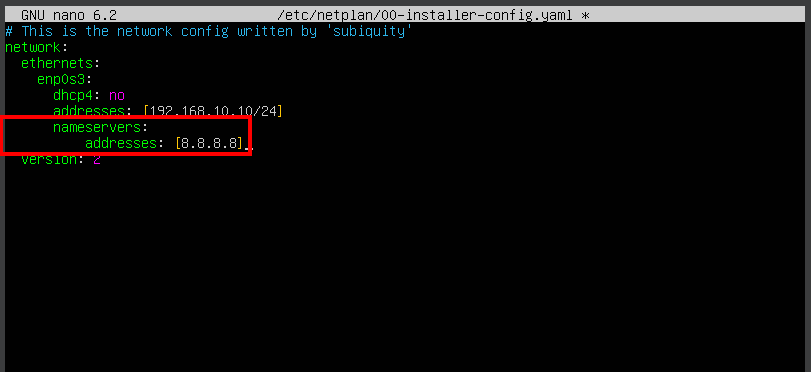 GNU nano 6.2 /etc/netplan/00-installer-config.yaml *
# This is the network config written by 'subiquity'
network:
  ethernets:
    enp0s3:
      dhcp4: no
      addresses: [192.168.10.10/24]
      nameservers:
          addresses: [8.8.8.8]
  version: 2